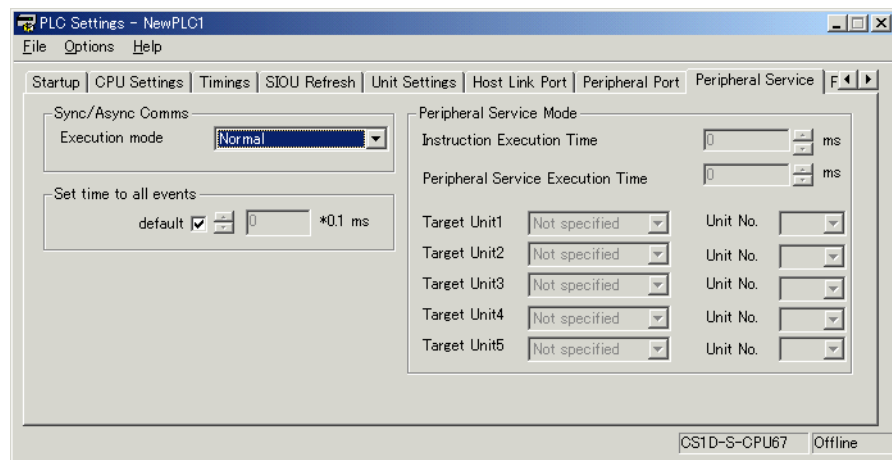 PLC Settings - NewPLC1
File Options Help
Startup CPU Settings Timings SIOU Refresh Unit Settings Host Link Port Peripheral Port Peripheral Service F
Sync/Async Comms
Execution mode Normal
Set time to all events
default 0 *0.1 ms
Peripheral Service Mode
Instruction Execution Time 0 ms
Peripheral Service Execution Time 0 ms
Target Unit1 Not specified Unit No.
Target Unit2 Not specified Unit No.
Target Unit3 Not specified Unit No.
Target Unit4 Not specified Unit No.
Target Unit5 Not specified Unit No.
CS1D-S-CPU67 Offline